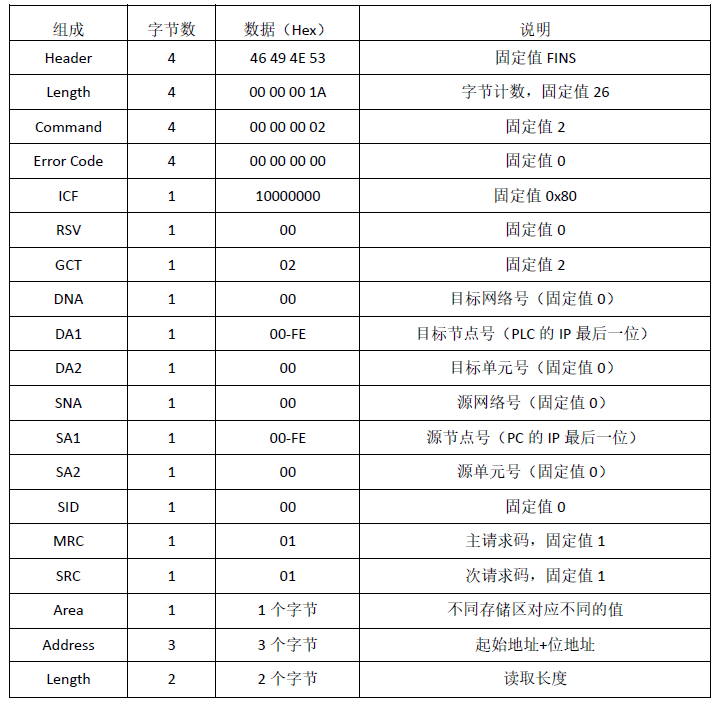 组成 字节数 数据（Hex） 说明
Header 4 46 49 4E 53 固定值 FINS
Length 4 00 00 00 1A 字节计数，固定值 26
Command 4 00 00 00 02 固定值 2
Error Code 4 00 00 00 00 固定值 0
ICF 1 10000000 固定值 0x80
RSV 1 00 固定值 0
GCT 1 02 固定值 2
DNA 1 00 目标网络号（固定值 0）
DA1 1 00-FE 目标节点号（PLC 的 IP 最后一位）
DA2 1 00 目标单元号（固定值 0）
SNA 1 00 源网络号（固定值 0）
SA1 1 00-FE 源节点号（PC 的 IP 最后一位）
SA2 1 00 源单元号（固定值 0）
SID 1 00 固定值 0
MRC 1 01 主请求码，固定值 1
SRC 1 01 次请求码，固定值 1
Area 1 1 个字节 不同存储区对应不同的值
Address 3 3 个字节 起始地址+位地址
Length 2 2 个字节 读取长度